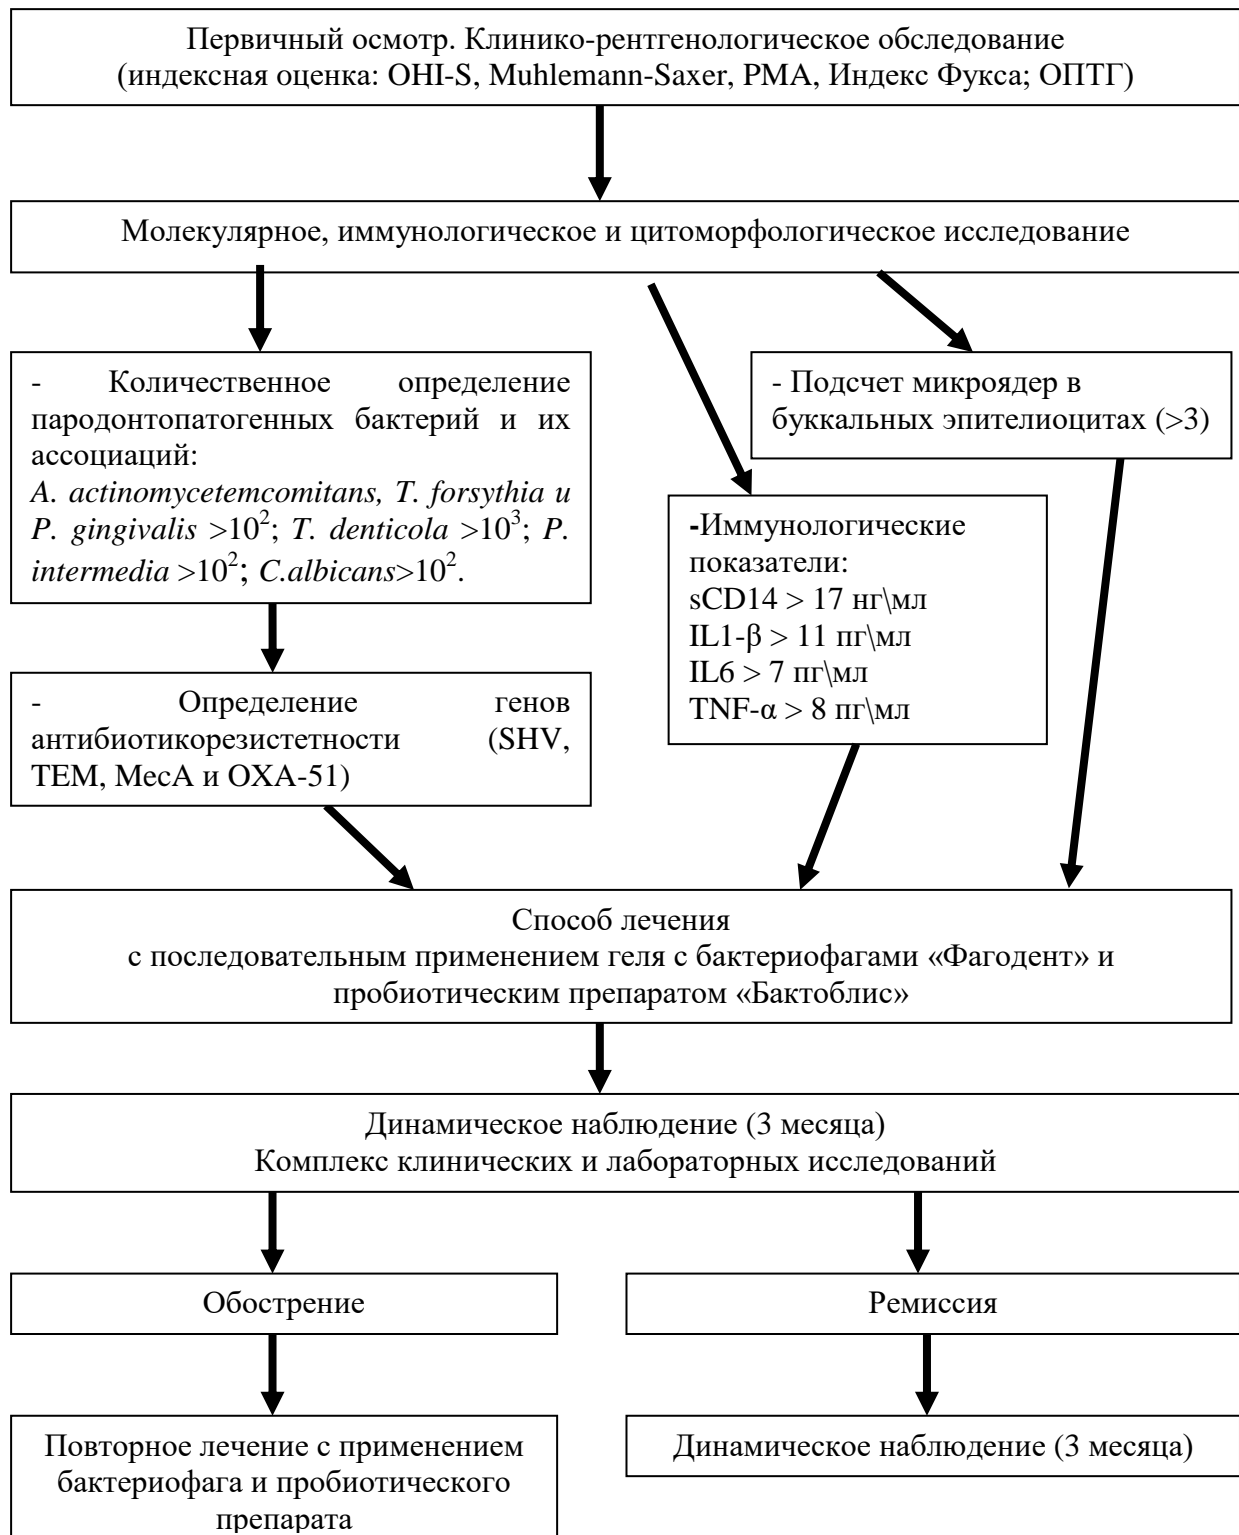 Первичный осмотр. Клинико-рентгенологическое обследование
(индексная оценка: OHI-S, Muhlemann-Saxer, PMA, Индекс Фукса; ОПТГ)
Молекулярное, иммунологическое и цитоморфологическое исследование
- Количественное определение
пародонтопатогенных бактерий и их
ассоциаций:
A. actinomycetemcomitans, T. forsythia и
P. gingivalis >10²; T. denticola >10³; P.
intermedia >10²; C.albicans>10².
- Подсчет микроядер в
буккальных эпителиоцитах (>3)
-Иммунологические
показатели:
sCD14 > 17 нг\мл
IL1-β > 11 пг\мл
IL6 > 7 пг\мл
TNF-α > 8 пг\мл
- Определение генов
антибиотикорезистетности (SHV,
TEM, MecA и OXA-51)
Способ лечения
с последовательным применением геля с бактериофагами «Фагодент» и
пробиотическим препаратом «Бактоблис»
Динамическое наблюдение (3 месяца)
Комплекс клинических и лабораторных исследований
Обострение
Ремиссия
Повторное лечение с применением
бактериофага и пробиотического
препарата
Динамическое наблюдение (3 месяца)